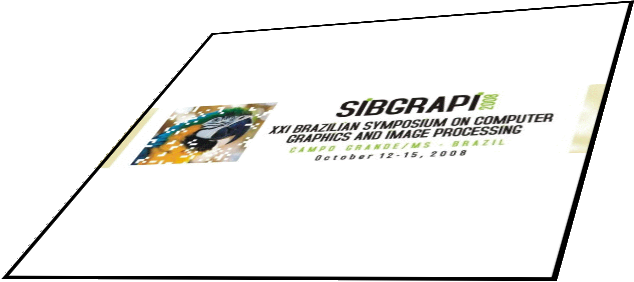 SIBGRAPI 2008
XXI BRAZILIAN SYMPOSIUM ON COMPUTER
GRAPHICS AND IMAGE PROCESSING
CAMPO GRANDE/MS - BRAZIL
October 12-15, 2008